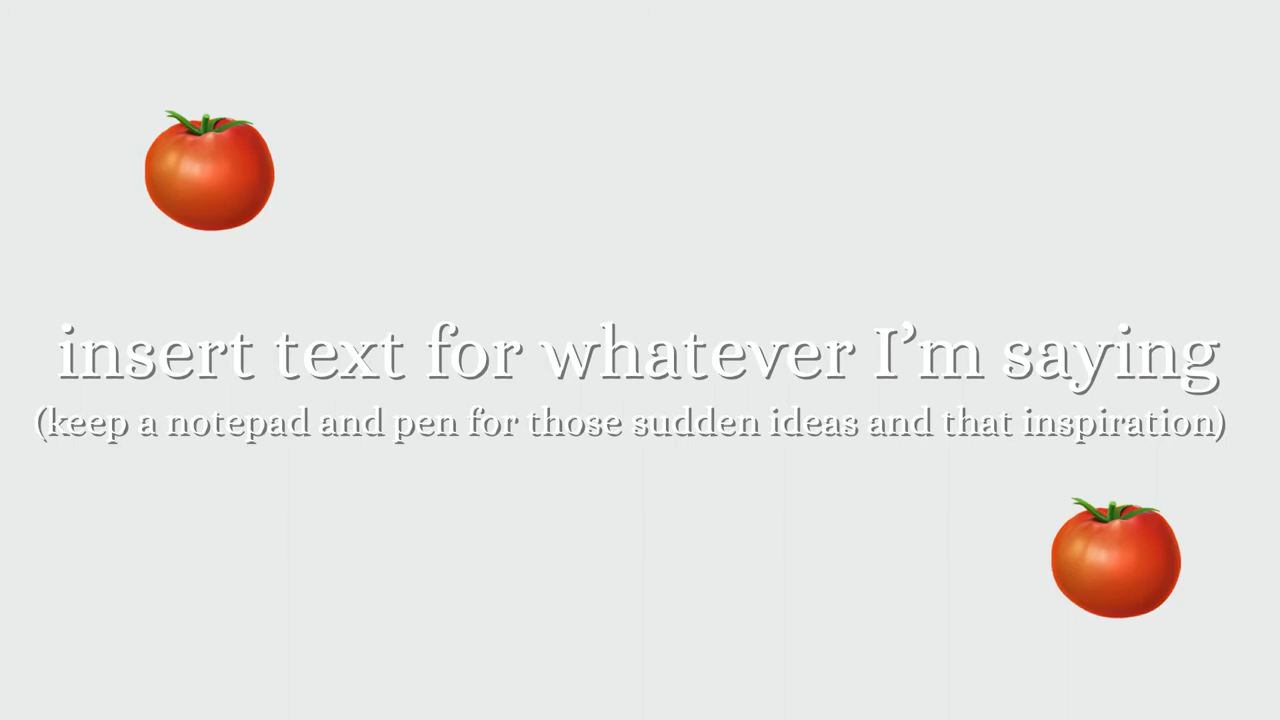 insert text for whatever I’m saying
(keep a notepad and pen for those sudden ideas and that inspiration)